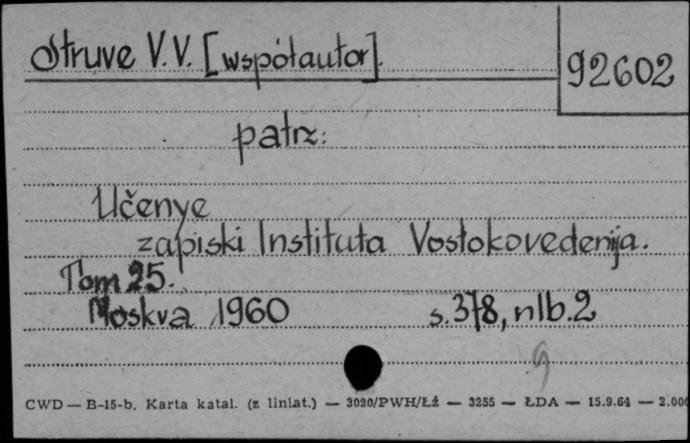 Struve V.V. [współautor].
92602
patrz:
Učenye
zapiski Instituta Vostokovedenija.
Tom 25.
Moskva 1960 s.378, nlb.2
9
CWD — B-15-b, Karta katal. (z liniat.) — 3020/PWH/Łź — 3255 — ŁDA — 15.9.64 — 2.000